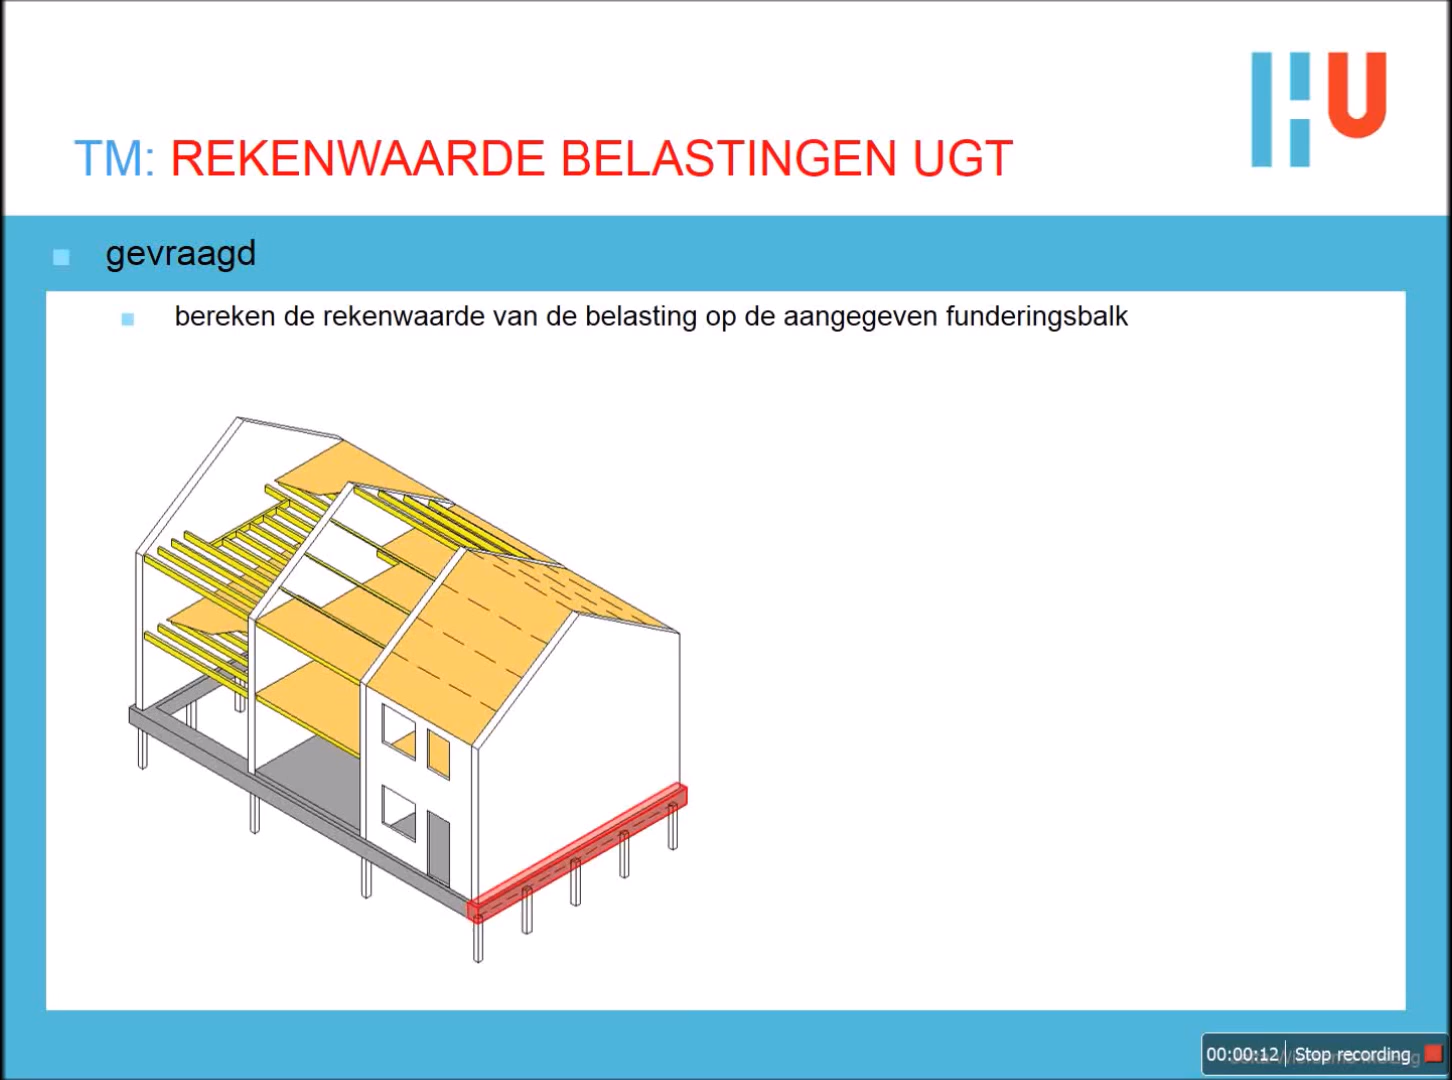 HU
TM: REKENWAARDE BELASTINGEN UGT
gevraagd
bereken de rekenwaarde van de belasting op de aangegeven funderingsbalk
00:00:12 Stop recording